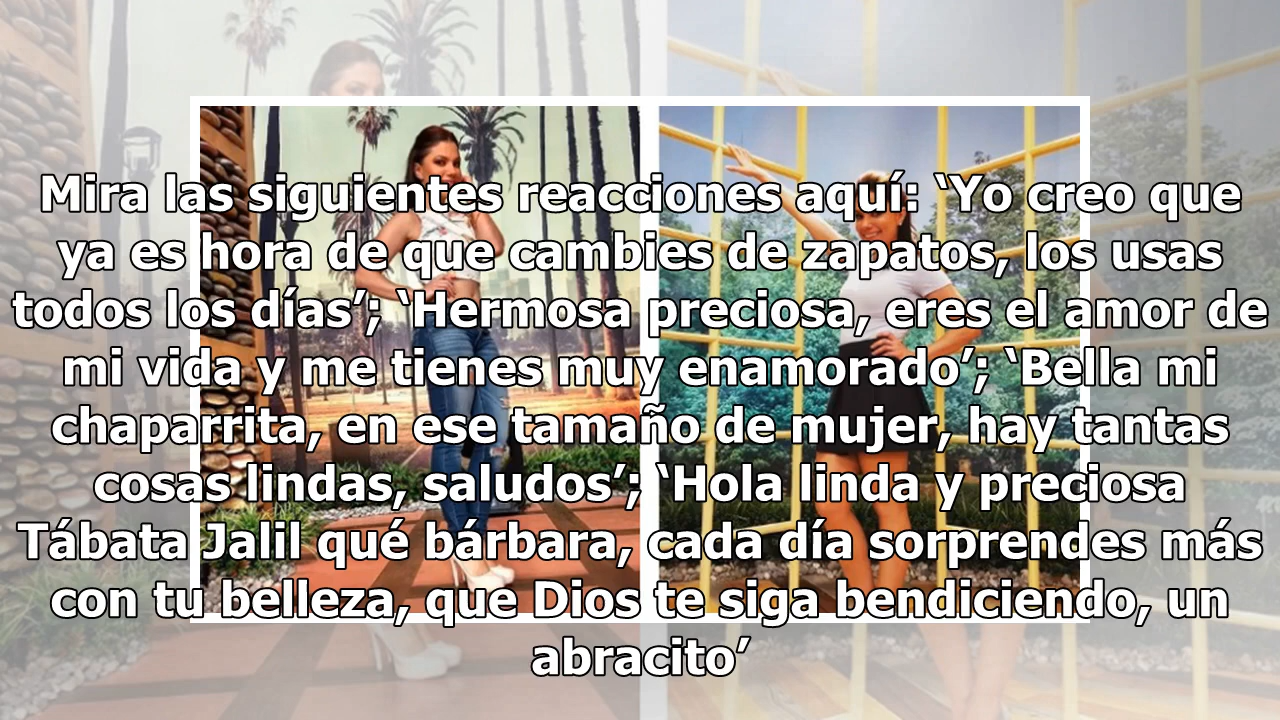 Mira las siguientes reacciones aquí: ‘Yo creo que
ya es hora de que cambies de zapatos, los usas
todos los días’; ‘Hermosa preciosa, eres el amor de
mi vida y me tienes muy enamorado’; ‘Bella mi
chaparrita, en ese tamaño de mujer, hay tantas
cosas lindas, saludos’; ‘Hola linda y preciosa
Tábata Jalil qué bárbara, cada día sorprendes más
con tu belleza, que Dios te siga bendiciendo, un
abracito’